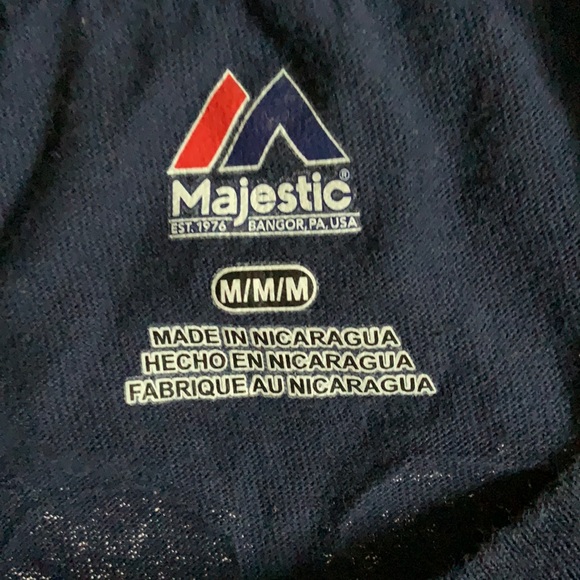 Majestic®
EST. 1976 BANGOR, PA, USA
M/M/M
MADE IN NICARAGUA
HECHO EN NICARAGUA
FABRIQUE AU NICARAGUA